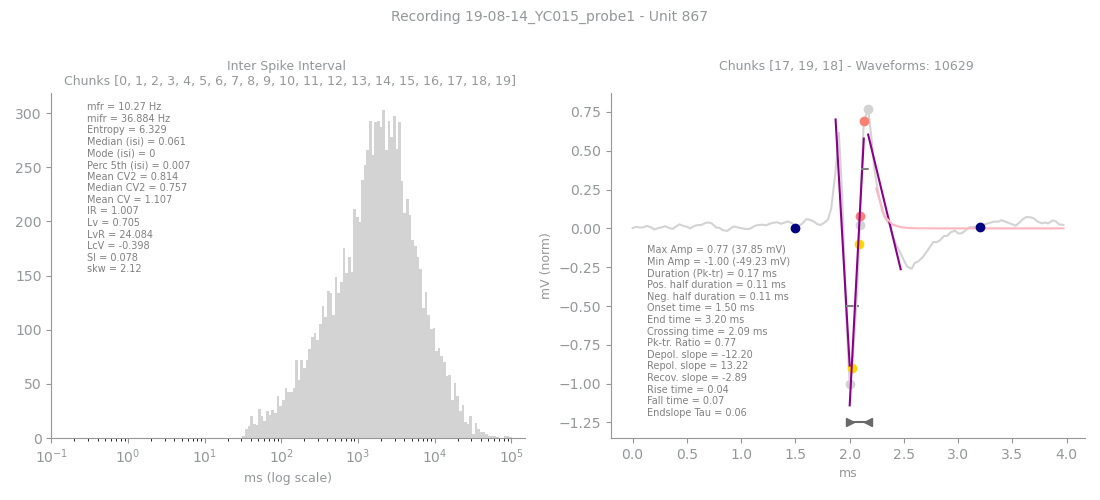 Recording 19-08-14_YC015_probe1 - Unit 867
Inter Spike Interval
Chunks [0, 1, 2, 3, 4, 5, 6, 7, 8, 9, 10, 11, 12, 13, 14, 15, 16, 17, 18, 19]
300
250
200
150
100
50
0
mfr = 10.27 Hz
mifr = 36.884 Hz
Entropy = 6.329
Median (isi) = 0.061
Mode (isi) = 0
Perc 5th (isi) = 0.007
Mean CV2 = 0.814
Median CV2 = 0.757
Mean CV = 1.107
IR = 1.007
Lv = 0.705
LvR = 24.084
LcV = -0.398
SI = 0.078
skw = 2.12
10⁻¹ 10⁰ 10¹ 10² 10³ 10⁴ 10⁵
ms (log scale)
Chunks [17, 19, 18] - Waveforms: 10629
mV (norm)
0.75
0.50
0.25
0.00
−0.25
−0.50
−0.75
−1.00
−1.25
Max Amp = 0.77 (37.85 mV)
Min Amp = -1.00 (-49.23 mV)
Duration (Pk-tr) = 0.17 ms
Pos. half duration = 0.11 ms
Neg. half duration = 0.11 ms
Onset time = 1.50 ms
End time = 3.20 ms
Crossing time = 2.09 ms
Pk-tr. Ratio = 0.77
Depol. slope = -12.20
Repol. slope = 13.22
Recov. slope = -2.89
Rise time = 0.04
Fall time = 0.07
Endslope Tau = 0.06
0.0 0.5 1.0 1.5 2.0 2.5 3.0 3.5 4.0
ms